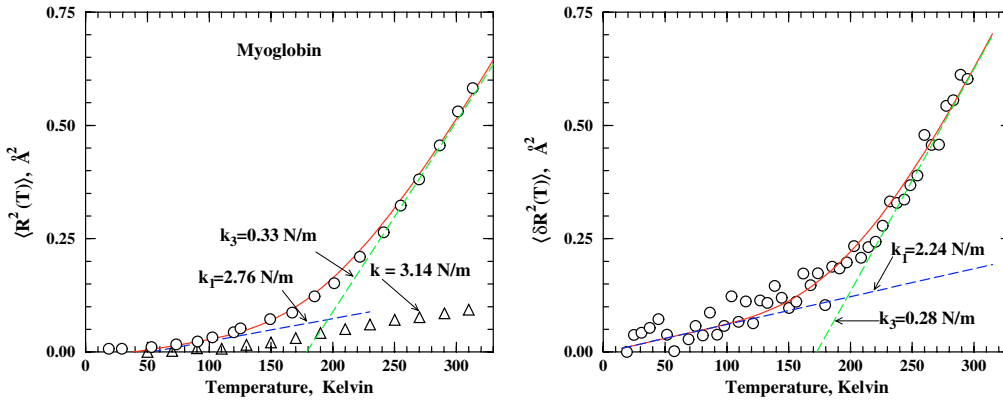 0.75
0.50
0.25
0.00
⟨R²(T)⟩, Å²
Myoglobin
k₃=0.33 N/m
k₁=2.76 N/m
k = 3.14 N/m
0 50 100 150 200 250 300
Temperature, Kelvin
0.75
0.50
0.25
0.00
⟨δR²(T)⟩, Å²
k₁=2.24 N/m
k₃=0.28 N/m
0 50 100 150 200 250 300
Temperature, Kelvin